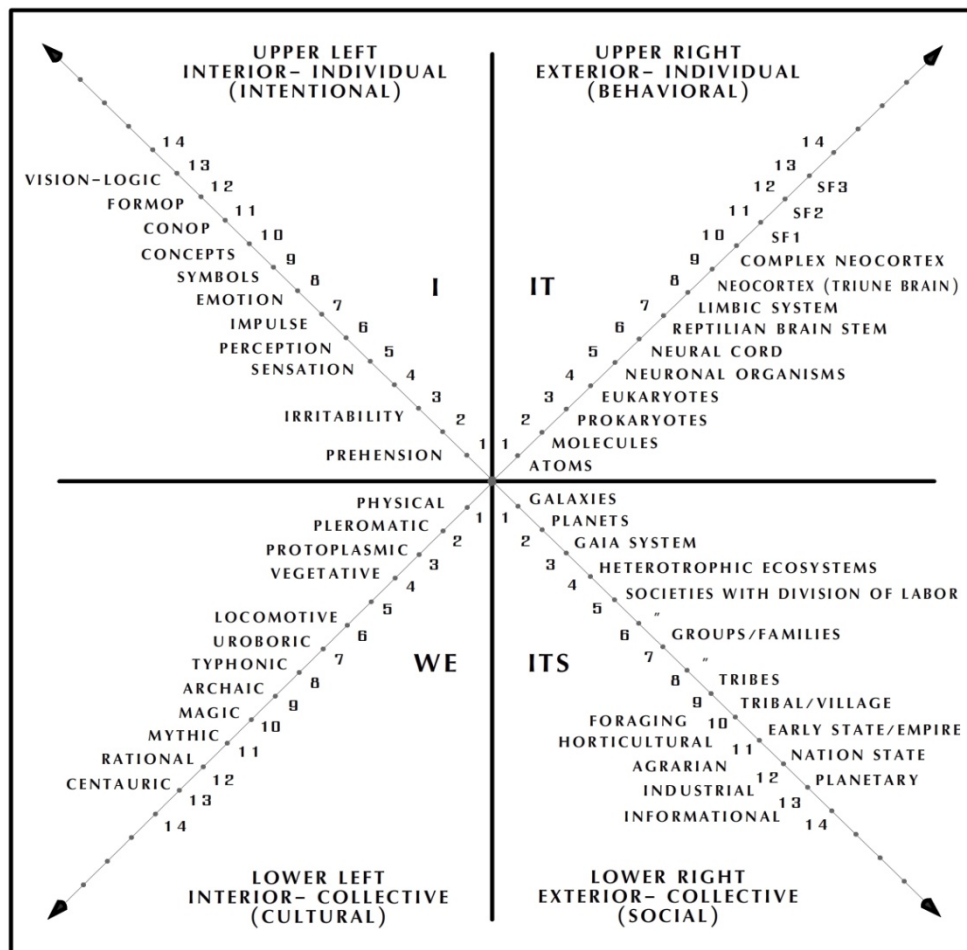 UPPER LEFT
INTERIOR- INDIVIDUAL
(INTENTIONAL)
14
13
VISION-LOGIC
12
FORMOP
11
CONOP
10
CONCEPTS
9
SYMBOLS
8
EMOTION
7
IMPULSE
6
PERCEPTION
5
SENSATION
4
3
IRRITABILITY
2
1
PREHENSION
I
UPPER RIGHT
EXTERIOR- INDIVIDUAL
(BEHAVIORAL)
14
13
SF3
12
SF2
11
SF1
10
COMPLEX NEOCORTEX
9
NEOCORTEX (TRIUNE BRAIN)
8
LIMBIC SYSTEM
7
REPTILIAN BRAIN STEM
6
NEURAL CORD
5
NEURONAL ORGANISMS
4
EUKARYOTES
3
PROKARYOTES
2
MOLECULES
1
ATOMS
IT
PHYSICAL
1
PLEROMATIC
2
PROTOPLASMIC
3
VEGETATIVE
4
5
LOCOMOTIVE
6
UROBORIC
7
TYPHONIC
8
ARCHAIC
9
MAGIC
10
MYTHIC
11
RATIONAL
12
CENTAURIC
13
14
WE
LOWER LEFT
INTERIOR- COLLECTIVE
(CULTURAL)
GALAXIES
1
PLANETS
2
GAIA SYSTEM
3
HETEROTROPHIC ECOSYSTEMS
4
SOCIETIES WITH DIVISION OF LABOR
5
"
6
GROUPS/FAMILIES
7
"
8
TRIBES
9
TRIBAL/VILLAGE
FORAGING
10
EARLY STATE/EMPIRE
HORTICULTURAL
11
NATION STATE
AGRARIAN
12
PLANETARY
INDUSTRIAL
13
INFORMATIONAL
14
ITS
LOWER RIGHT
EXTERIOR- COLLECTIVE
(SOCIAL)